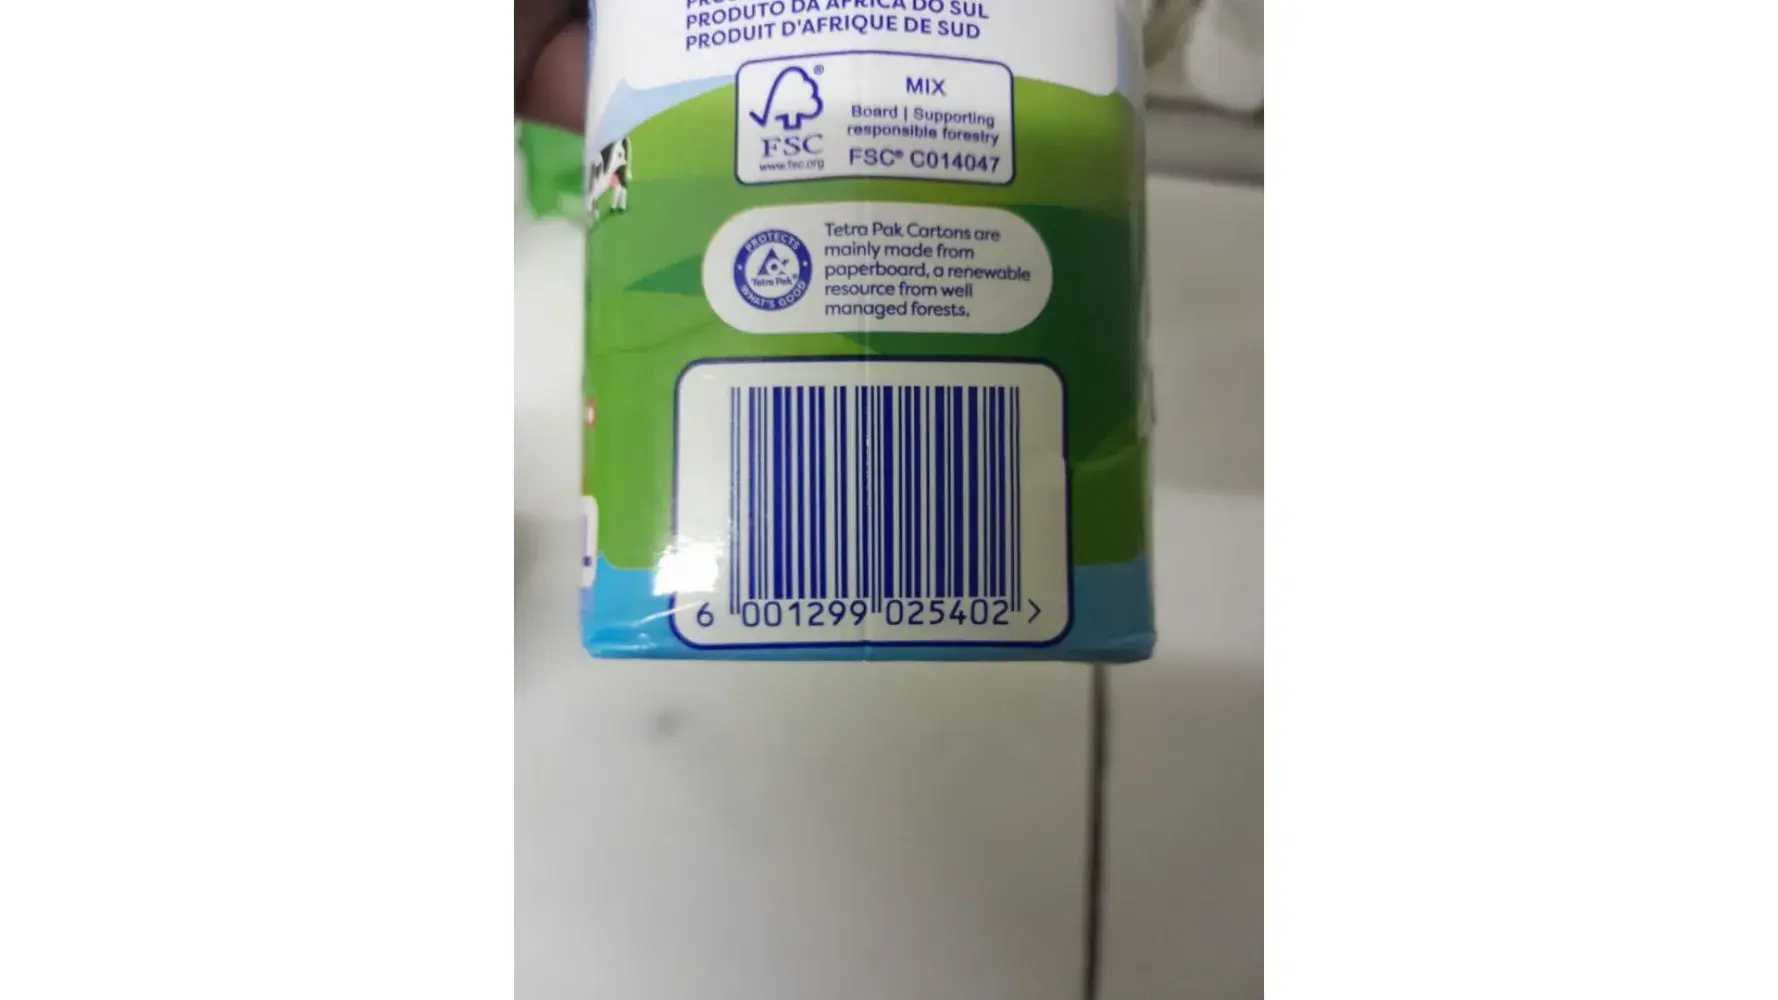 PRODUTO DA ÁFRICA DO SUL
PRODUIT D'AFRIQUE DE SUD
®
FSC
www.fsc.org
MIX
Board | Supporting
responsible forestry
FSC® C014047
PROTECTS
Tetra Pak®
WHAT'S GOOD
Tetra Pak Cartons are
mainly made from
paperboard, a renewable
resource from well
managed forests.
6 001299 025402 >